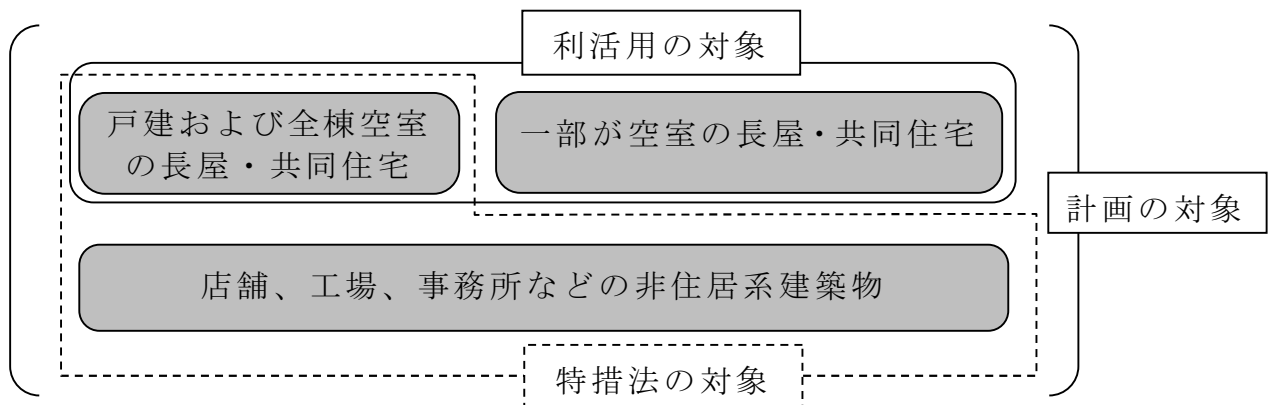 利活用の対象
戸建および全棟空室
の長屋・共同住宅
一部が空室の長屋・共同住宅
計画の対象
店舗、工場、事務所などの非住居系建築物
特措法の対象